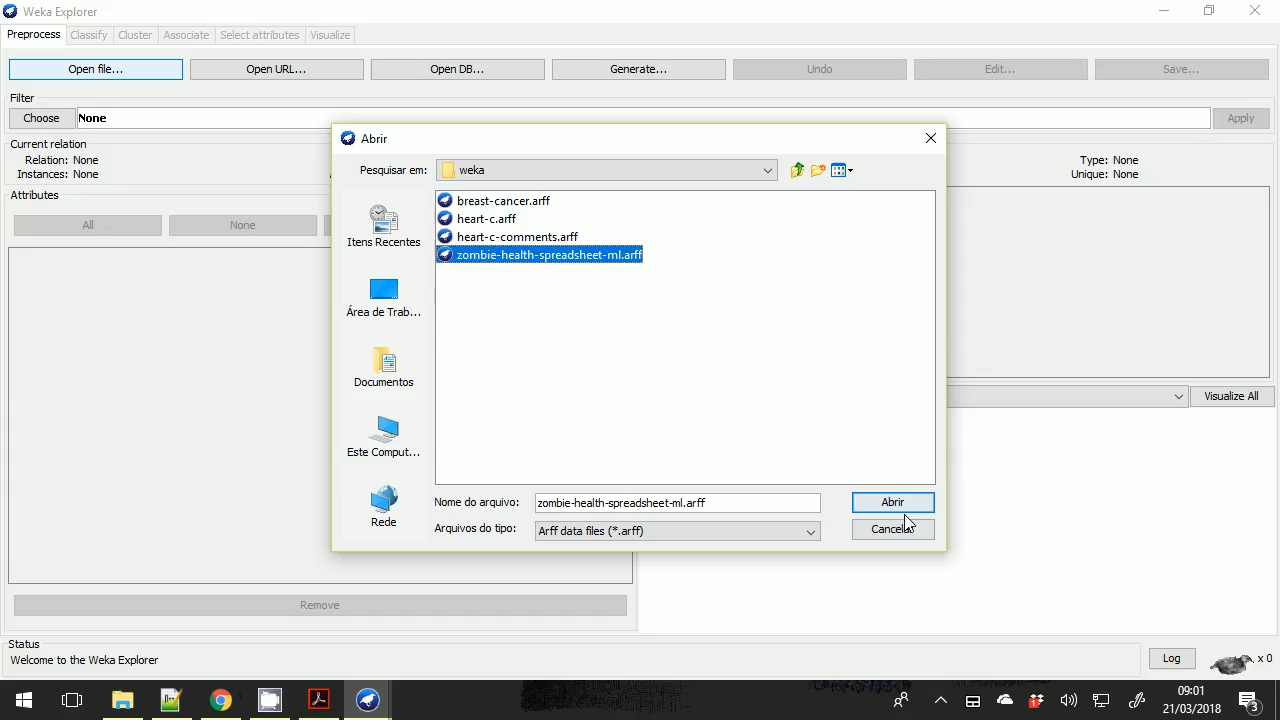 Weka Explorer
Preprocess Classify Cluster Associate Select attributes Visualize
Open file... Open URL... Open DB... Generate... Undo Edit... Save...
Filter
Choose None Apply
Current relation
Relation: None
Instances: None
Type: None
Unique: None
Attributes
All None
Abrir
Pesquisar em: weka
breast-cancer.arff
heart-c.arff
heart-c-comments.arff
zombie-health-spreadsheet-ml.arff
Itens Recentes
Área de Trab...
Documentos
Este Comput...
Rede
Nome do arquivo: zombie-health-spreadsheet-ml.arff Abrir
Arquivos do tipo: Arff data files (*.arff) Cancelar
Visualize All
Remove
Status
Welcome to the Weka Explorer
Log x 0
09:01
21/03/2018
3